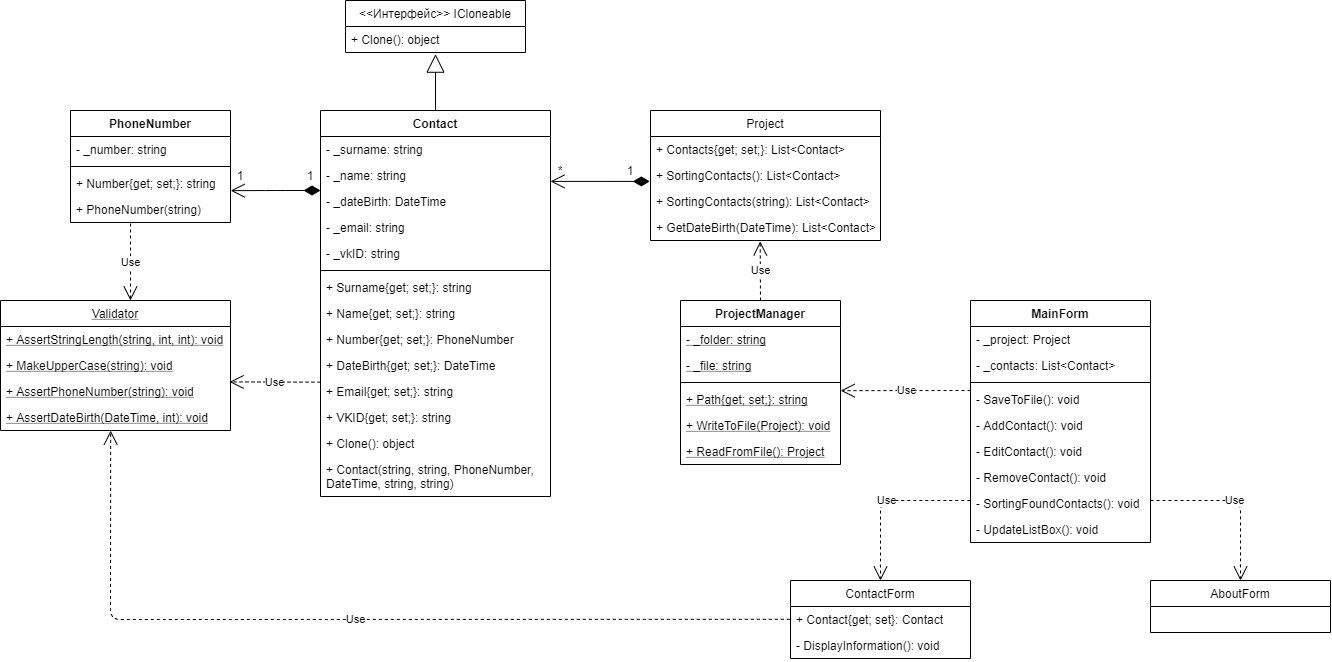 <<Интерфейс>> ICloneable
+ Clone(): object
PhoneNumber
- _number: string
+ Number{get; set;}: string
+ PhoneNumber(string)
1
1
Contact
- _surname: string
- _name: string
- _dateBirth: DateTime
- _email: string
- _vkID: string
+ Surname{get; set;}: string
+ Name{get; set;}: string
+ Number{get; set;}: PhoneNumber
+ DateBirth{get; set;}: DateTime
+ Email{get; set;}: string
+ VKID{get; set;}: string
+ Clone(): object
+ Contact(string, string, PhoneNumber,
DateTime, string, string)
*
1
Project
+ Contacts{get; set;}: List<Contact>
+ SortingContacts(): List<Contact>
+ SortingContacts(string): List<Contact>
+ GetDateBirth(DateTime): List<Contact>
Use
Use
Validator
+ AssertStringLength(string, int, int): void
+ MakeUpperCase(string): void
+ AssertPhoneNumber(string): void
+ AssertDateBirth(DateTime, int): void
Use
ProjectManager
- _folder: string
- _file: string
+ Path{get; set;}: string
+ WriteToFile(Project): void
+ ReadFromFile(): Project
Use
MainForm
- _project: Project
- _contacts: List<Contact>
- SaveToFile(): void
- AddContact(): void
- EditContact(): void
- RemoveContact(): void
- SortingFoundContacts(): void
- UpdateListBox(): void
Use
Use
ContactForm
+ Contact{get; set}: Contact
- DisplayInformation(): void
AboutForm
Use